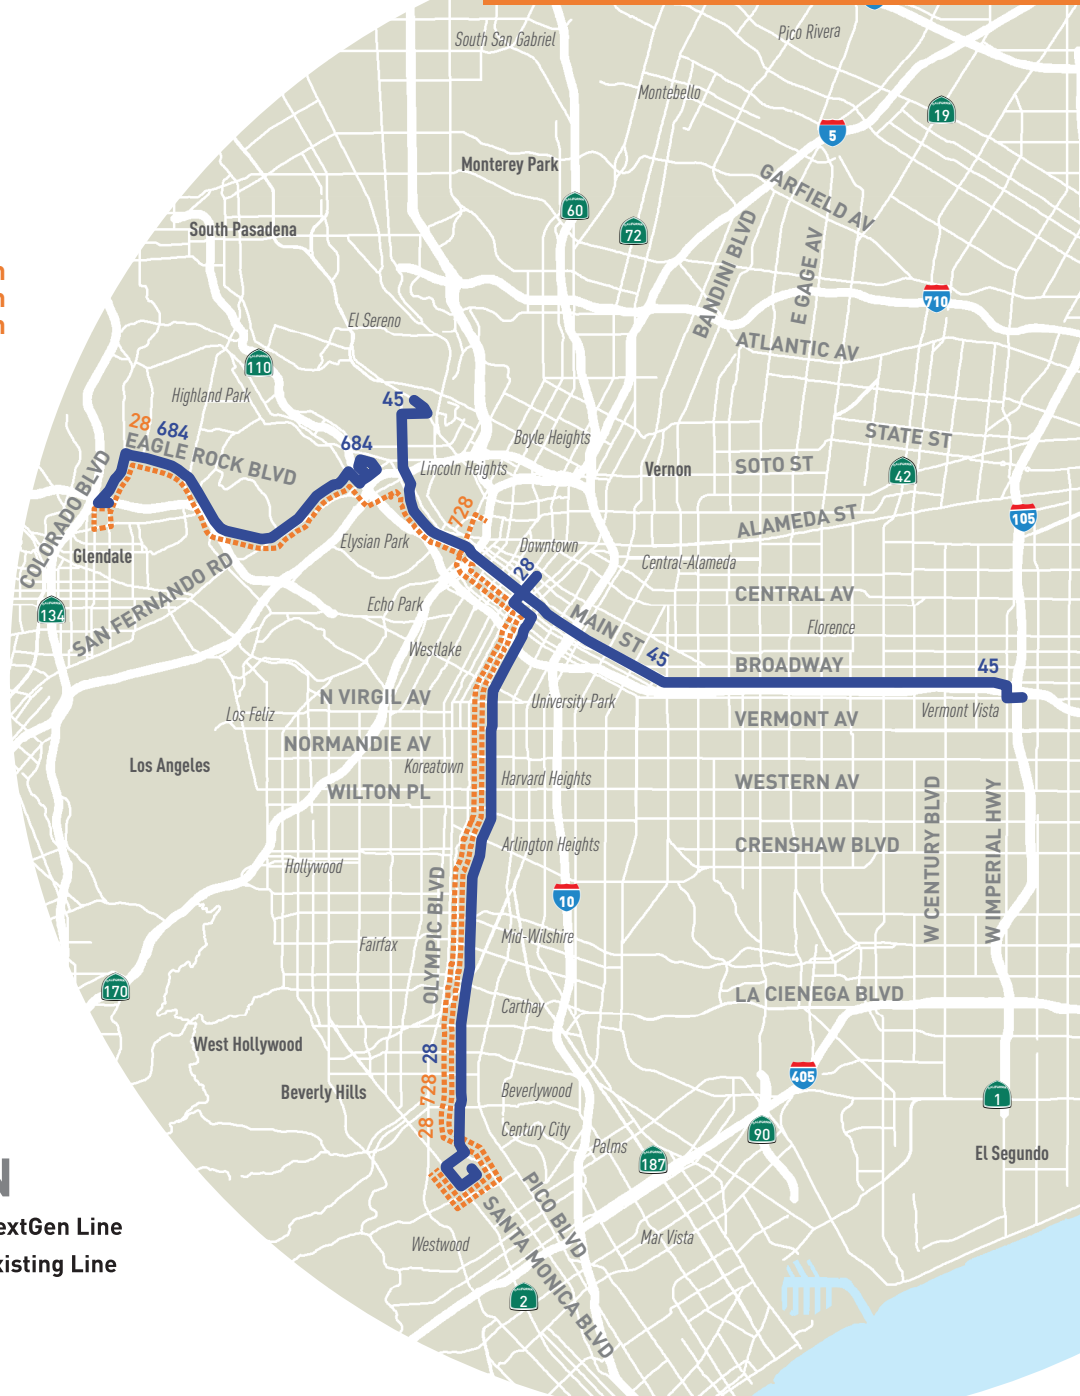 South San Gabriel
Pico Rivera
Montebello
CALIFORNIA
19
5
Monterey Park
GARFIELD AV
60
72
South Pasadena
BANDINI BLVD
E GAGE AV
710
El Sereno
ATLANTIC AV
110
Highland Park
45
28 684
EAGLE ROCK BLVD
684
Boyle Heights
STATE ST
Lincoln Heights
Vernon
SOTO ST
42
COLORADO BLVD
728
ALAMEDA ST
105
Elysian Park
Downtown
Glendale
Central-Alameda
SAN FERNANDO RD
28
CENTRAL AV
134
Echo Park
MAIN ST 45
Florence
Westlake
BROADWAY
45
N VIRGIL AV
University Park
Vermont Vista
Los Feliz
VERMONT AV
NORMANDIE AV
Los Angeles
Koreatown
Harvard Heights
WESTERN AV
WILTON PL
W CENTURY BLVD
W IMPERIAL HWY
Arlington Heights
CRENSHAW BLVD
Hollywood
OLYMPIC BLVD
10
Fairfax
Mid-Wilshire
170
LA CIENEGA BLVD
Carthay
West Hollywood
28
405
Beverly Hills
Beverlywood
1
28 728
Century City
90
Palms
187
El Segundo
N
PICO BLVD
extGen Line
SANTA MONICA BLVD
Westwood
Mar Vista
xisting Line
2